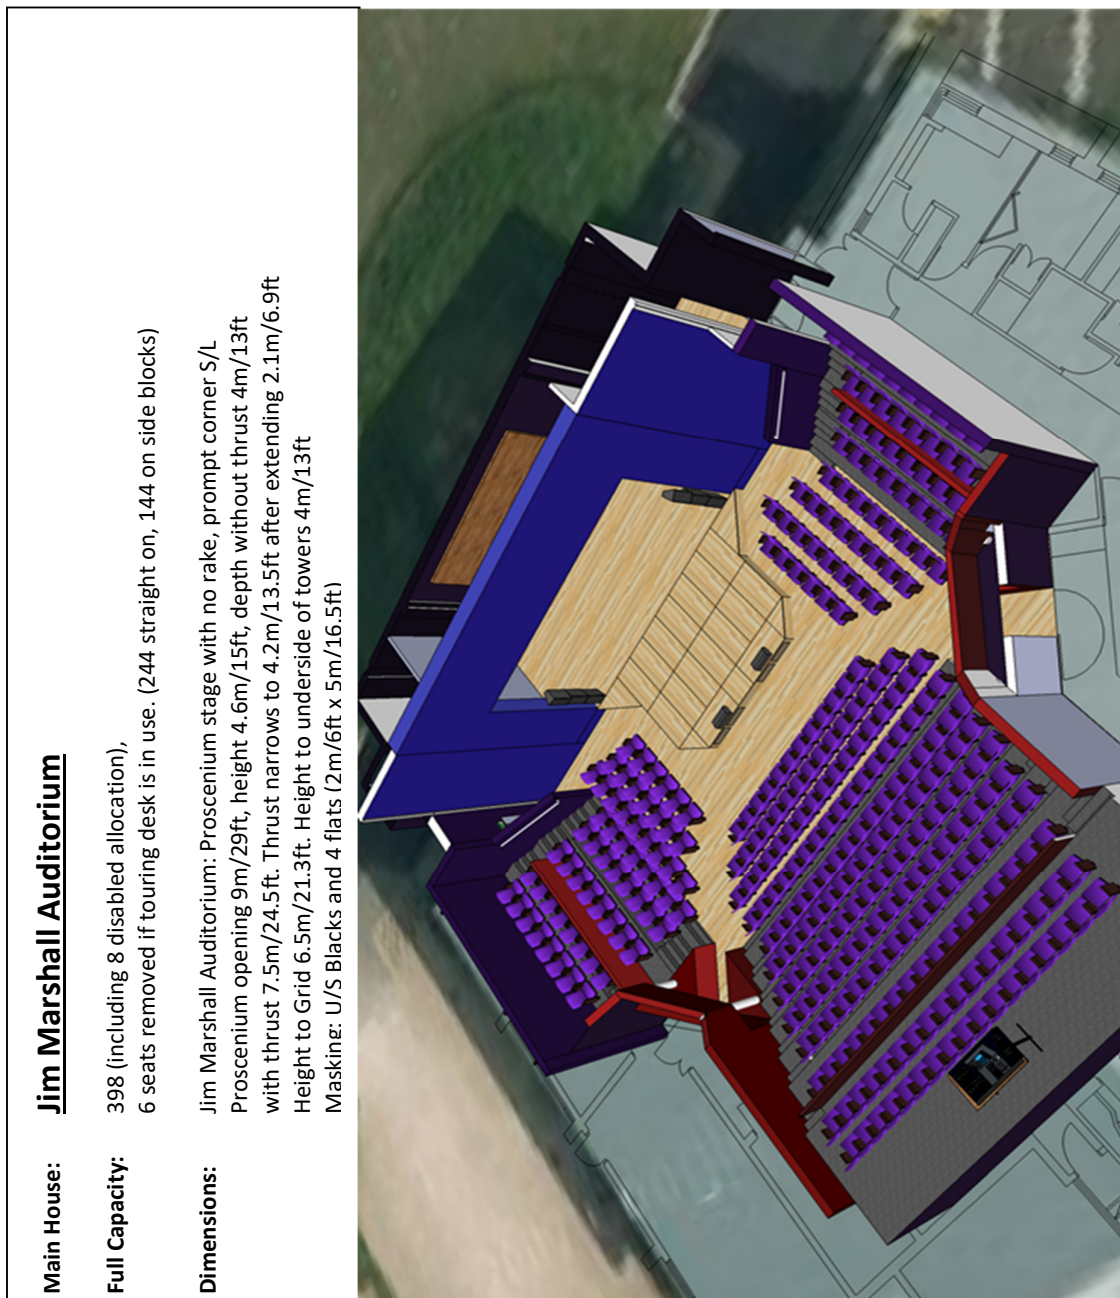 Main House: Jim Marshall Auditorium
Full Capacity: 398 (including 8 disabled allocation),
6 seats removed if touring desk is in use. (244 straight on, 144 on side blocks)
Dimensions: Jim Marshall Auditorium: Proscenium stage with no rake, prompt corner S/L
Proscenium opening 9m/29ft, height 4.6m/15ft, depth without thrust 4m/13ft
with thrust 7.5m/24.5ft. Thrust narrows to 4.2m/13.5ft after extending 2.1m/6.9ft
Height to Grid 6.5m/21.3ft. Height to underside of towers 4m/13ft
Masking: U/S Blacks and 4 flats (2m/6ft x 5m/16.5ft)